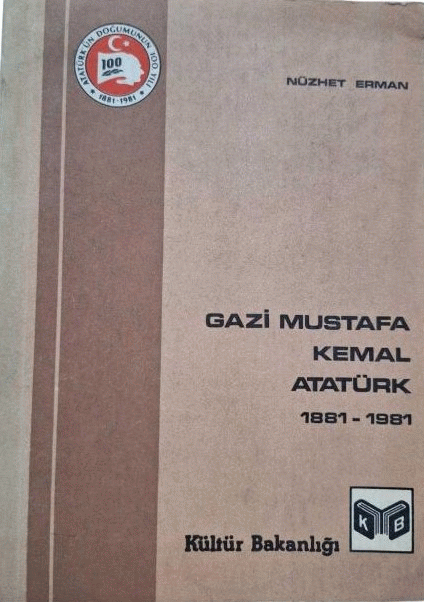 ATATÜRK'ÜN DOĞUMUNUN 100. YILI
100
★ 1881-1981 ★
NÜZHET ERMAN
GAZİ MUSTAFA
KEMAL
ATATÜRK
1881 - 1981
K B
Kültür Bakanlığı